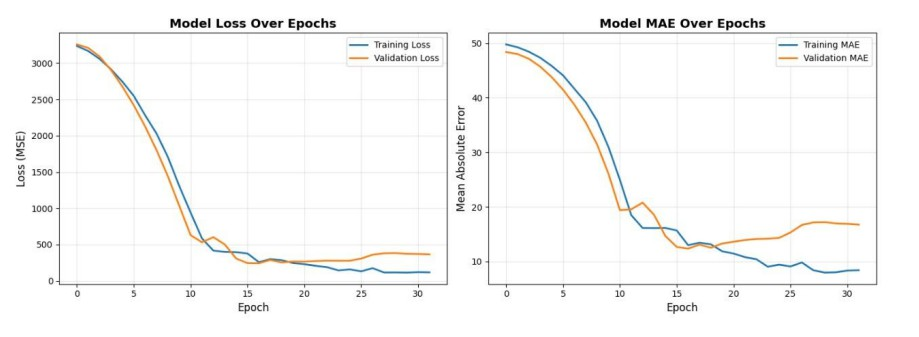 Model Loss Over Epochs
Training Loss
Validation Loss
3000
2500
2000
1500
1000
500
0
Loss (MSE)
0 5 10 15 20 25 30
Epoch
Model MAE Over Epochs
Training MAE
Validation MAE
50
40
30
20
10
Mean Absolute Error
0 5 10 15 20 25 30
Epoch